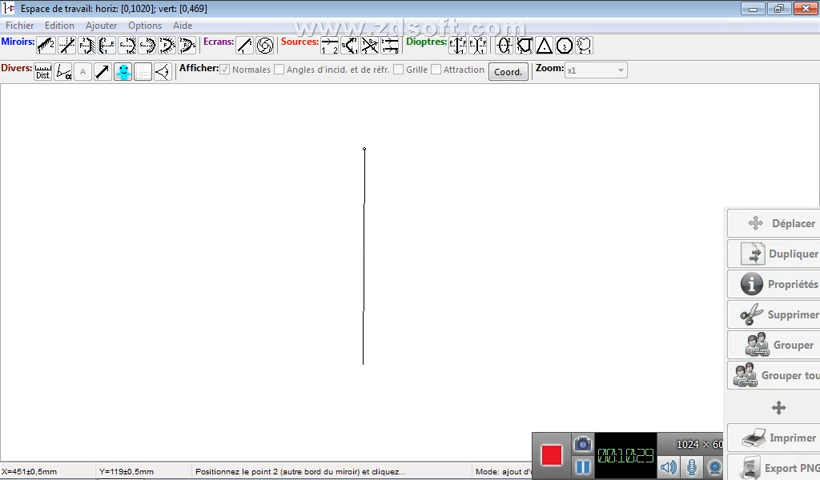 Espace de travail: horiz: [0,1020]; vert: [0,469]
www.zdsoft.com
Fichier Edition Ajouter Options Aide
Miroirs: Ecrans: Sources: Dioptres:
Divers: Dist. α A Afficher: Normales Angles d'incid. et de réfr. Grille Attraction Coord. Zoom: x1
Déplacer
Dupliquer
Propriétés
Supprimer
Grouper
Grouper tou
Imprimer
Export PNG
1024 × 60
00:10:29
X=451±0,5mm Y=119±0,5mm Positionnez le point 2 (autre bord du miroir) et cliquez... Mode: ajout d'